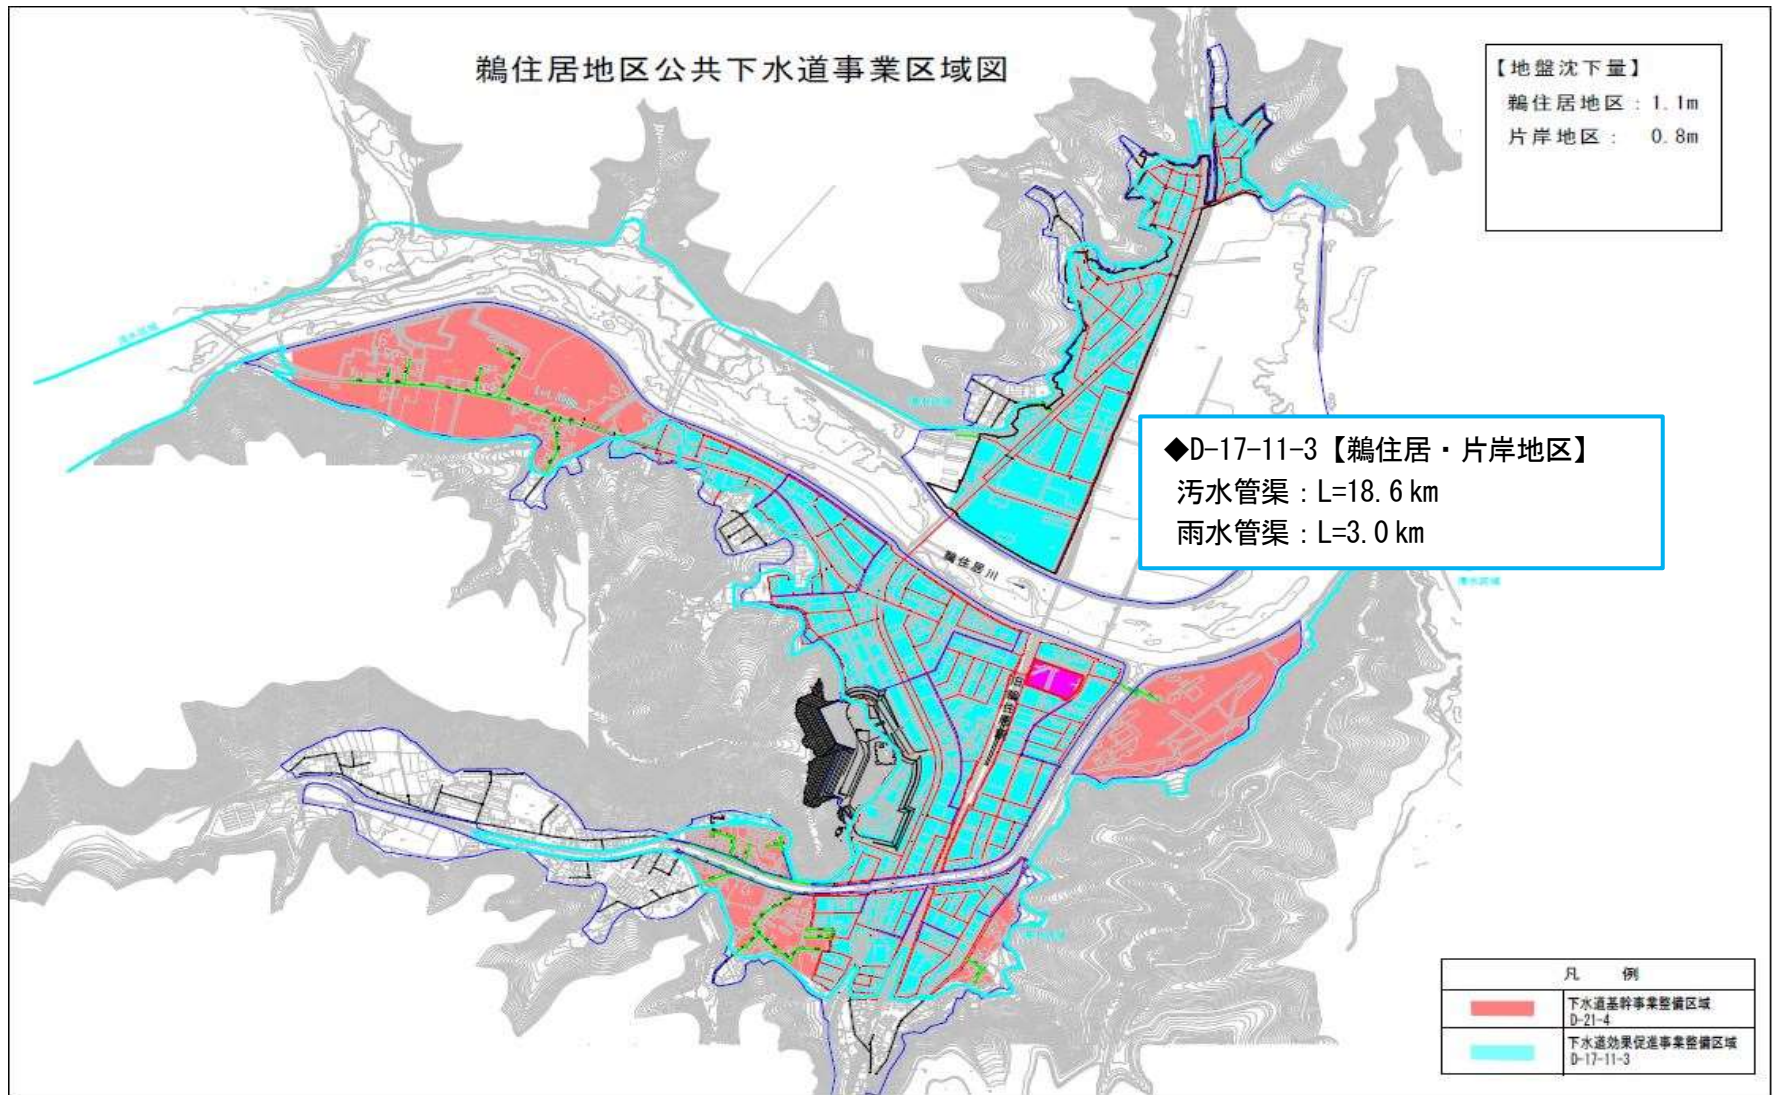 鵜住居地区公共下水道事業区域図
【地盤沈下量】
鵜住居地区：1.1m
片岸地区： 0.8m
◆D-17-11-3【鵜住居・片岸地区】
汚水管渠：L=18.6km
雨水管渠：L=3.0km
鵜住居川 →
凡 例
下水道基幹事業整備区域
D-21-4
下水道効果促進事業整備区域
D-17-11-3